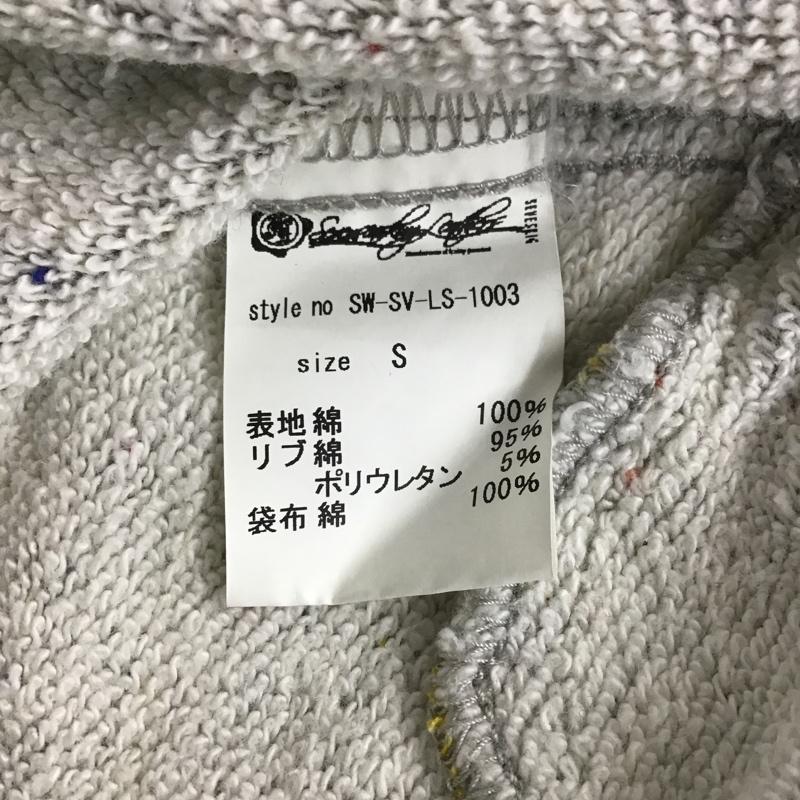 SEVESKIG
style no SW-SV-LS-1003
size S
表地 綿 100%
リブ 綿 95%
ポリウレタン 5%
袋布 綿 100%